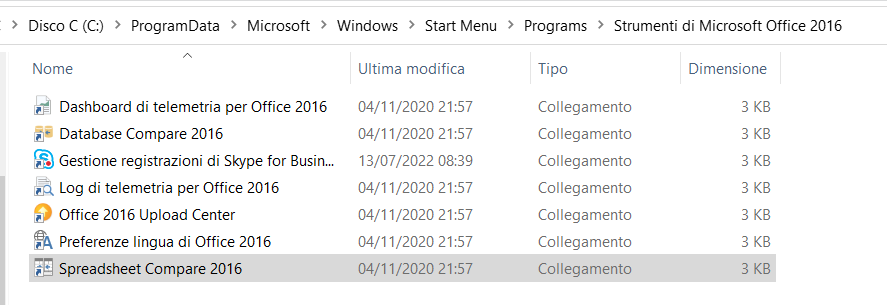 Disco C (C:) > ProgramData > Microsoft > Windows > Start Menu > Programs > Strumenti di Microsoft Office 2016
Nome Ultima modifica Tipo Dimensione
Dashboard di telemetria per Office 2016 04/11/2020 21:57 Collegamento 3 KB
Database Compare 2016 04/11/2020 21:57 Collegamento 3 KB
Gestione registrazioni di Skype for Busin... 13/07/2022 08:39 Collegamento 3 KB
Log di telemetria per Office 2016 04/11/2020 21:57 Collegamento 3 KB
Office 2016 Upload Center 04/11/2020 21:57 Collegamento 3 KB
Preferenze lingua di Office 2016 04/11/2020 21:57 Collegamento 3 KB
Spreadsheet Compare 2016 04/11/2020 21:57 Collegamento 3 KB